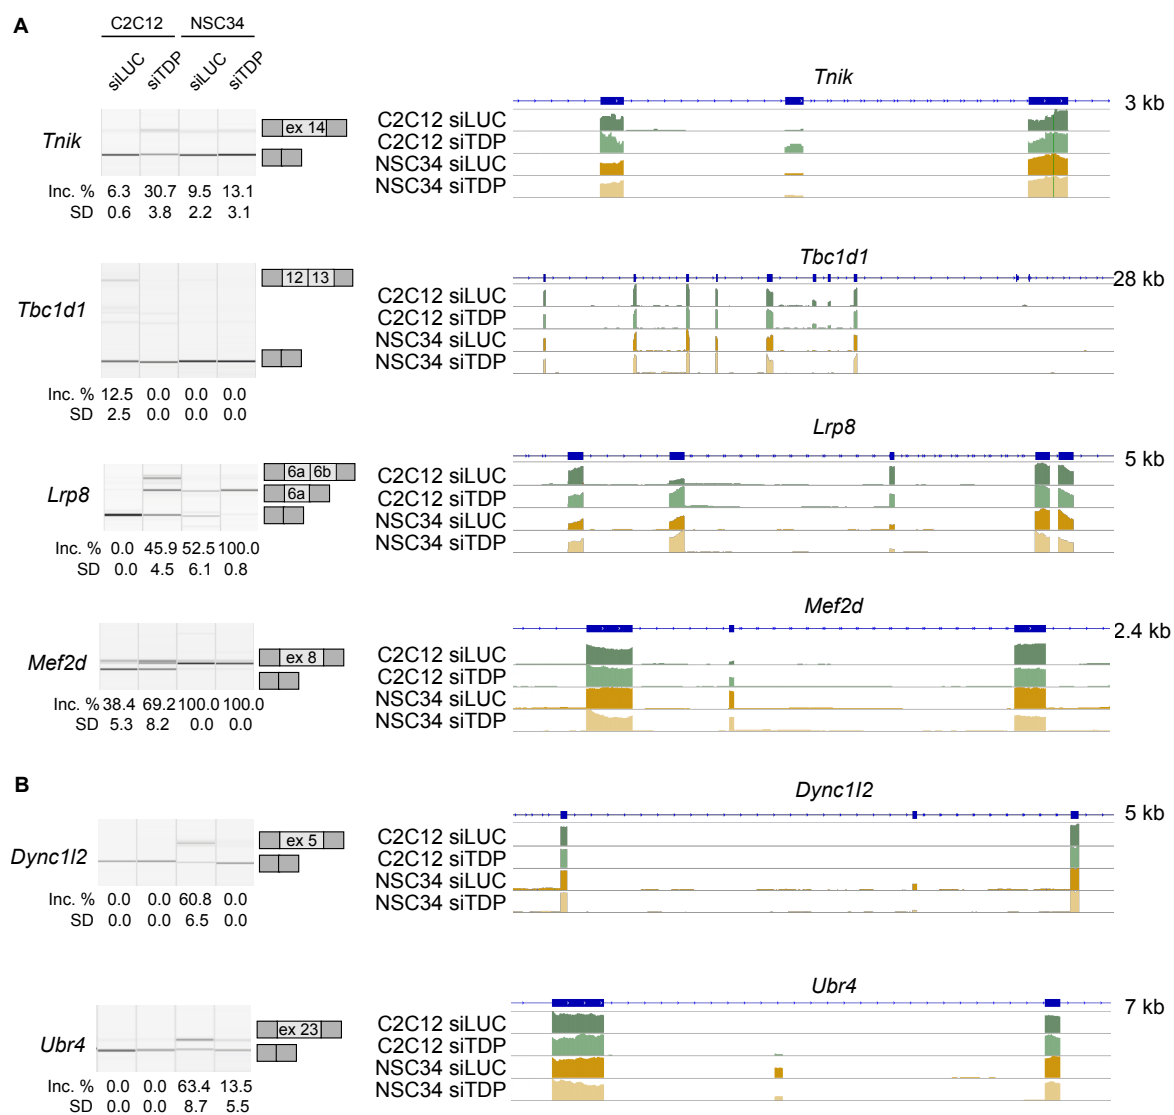 A
C2C12 NSC34
siLUC siTDP siLUC siTDP
Tnik
ex 14
Inc. % 6.3 30.7 9.5 13.1
SD 0.6 3.8 2.2 3.1
Tnik
3 kb
C2C12 siLUC
C2C12 siTDP
NSC34 siLUC
NSC34 siTDP
Tbc1d1
12 13
Inc. % 12.5 0.0 0.0 0.0
SD 2.5 0.0 0.0 0.0
Tbc1d1
28 kb
C2C12 siLUC
C2C12 siTDP
NSC34 siLUC
NSC34 siTDP
Lrp8
6a 6b
6a
Inc. % 0.0 45.9 52.5 100.0
SD 0.0 4.5 6.1 0.8
Lrp8
5 kb
C2C12 siLUC
C2C12 siTDP
NSC34 siLUC
NSC34 siTDP
Mef2d
ex 8
Inc. % 38.4 69.2 100.0 100.0
SD 5.3 8.2 0.0 0.0
Mef2d
2.4 kb
C2C12 siLUC
C2C12 siTDP
NSC34 siLUC
NSC34 siTDP
B
Dync1I2
ex 5
Inc. % 0.0 0.0 60.8 0.0
SD 0.0 0.0 6.5 0.0
Dync1I2
5 kb
C2C12 siLUC
C2C12 siTDP
NSC34 siLUC
NSC34 siTDP
Ubr4
ex 23
Inc. % 0.0 0.0 63.4 13.5
SD 0.0 0.0 8.7 5.5
Ubr4
7 kb
C2C12 siLUC
C2C12 siTDP
NSC34 siLUC
NSC34 siTDP